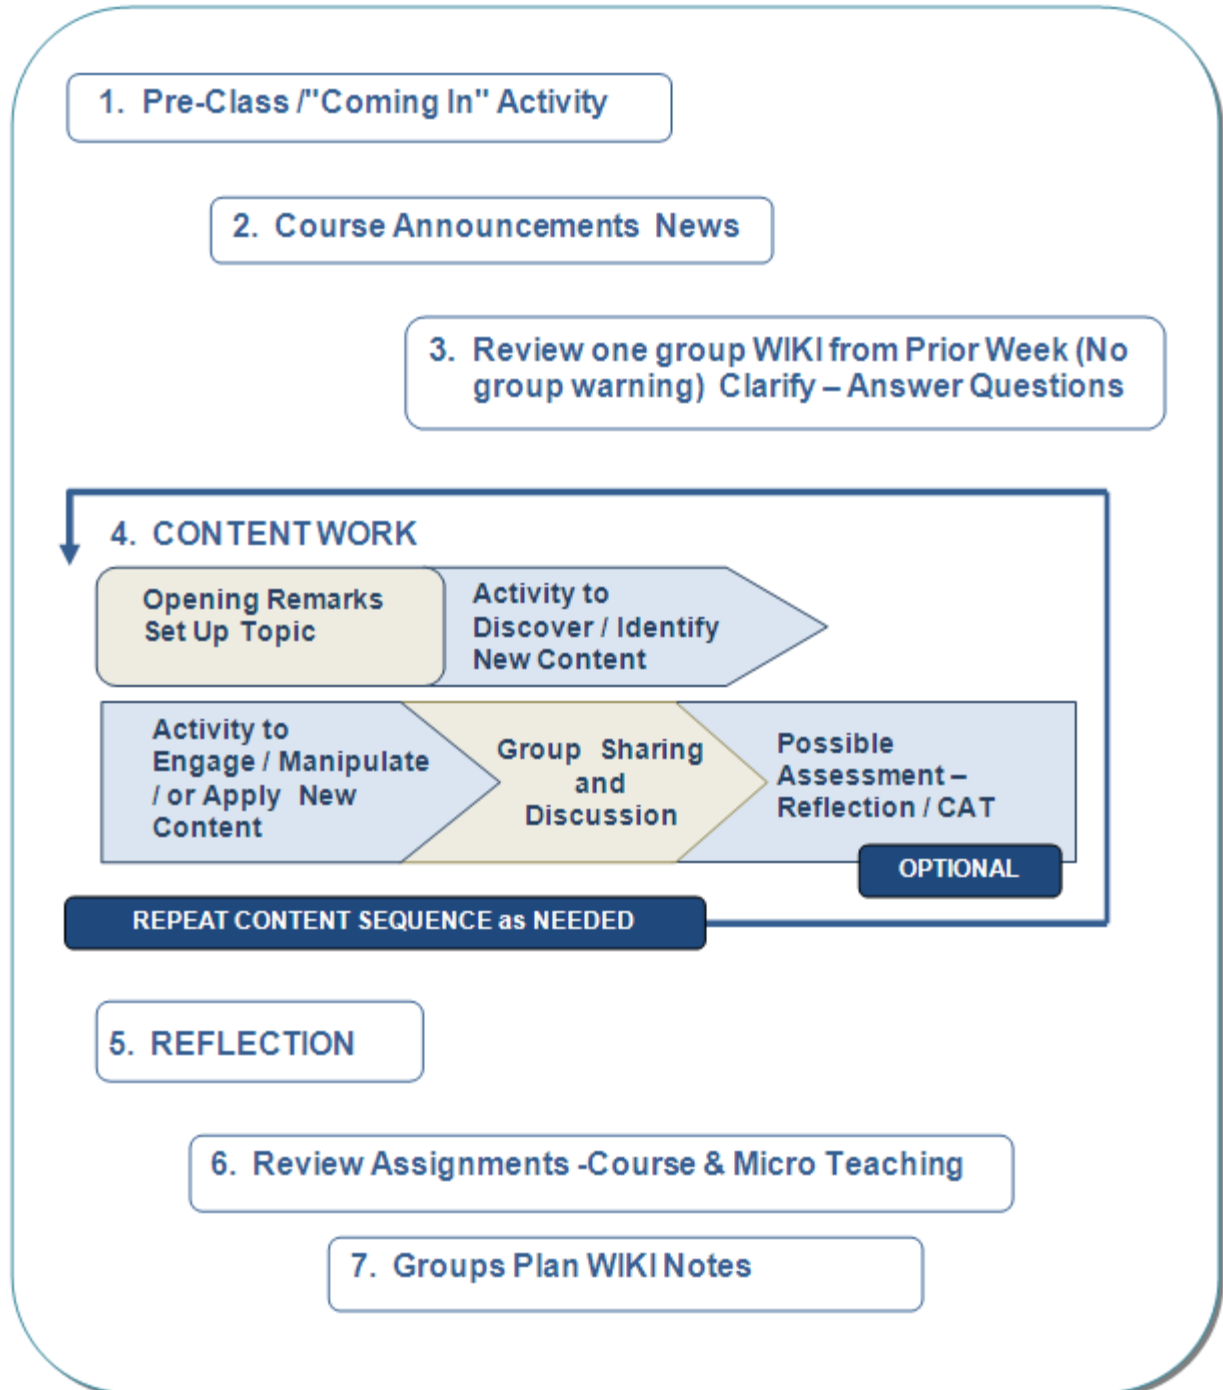 1. Pre-Class /"Coming In" Activity
2. Course Announcements News
3. Review one group WIKI from Prior Week (No
group warning) Clarify – Answer Questions
4. CONTENT WORK
Opening Remarks
Set Up Topic
Activity to
Discover / Identify
New Content
Activity to
Engage / Manipulate
/ or Apply New
Content
Group Sharing
and
Discussion
Possible
Assessment –
Reflection / CAT
OPTIONAL
REPEAT CONTENT SEQUENCE as NEEDED
5. REFLECTION
6. Review Assignments -Course & Micro Teaching
7. Groups Plan WIKI Notes